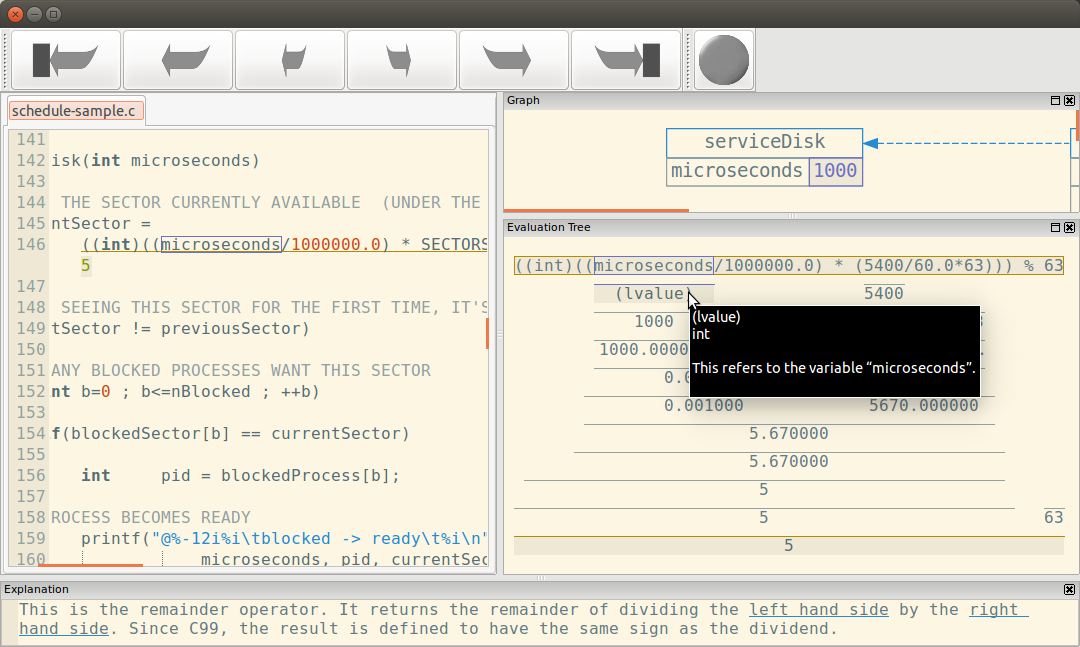 schedule-sample.c
141
142 isk(int microseconds)
143
144 THE SECTOR CURRENTLY AVAILABLE (UNDER THE
145 ntSector =
146 ((int)((microseconds/1000000.0) * SECTORS
5
147
148 SEEING THIS SECTOR FOR THE FIRST TIME, IT'S
149 tSector != previousSector)
150
151 ANY BLOCKED PROCESSES WANT THIS SECTOR
152 nt b=0 ; b<=nBlocked ; ++b)
153
154 f(blockedSector[b] == currentSector)
155
156 int pid = blockedProcess[b];
157
158 ROCESS BECOMES READY
159 printf("@%-12i%i\tblocked -> ready\t%i\n"
160 microseconds, pid, currentSec
Graph
serviceDisk
microseconds 1000
Evaluation Tree
((int)((microseconds/1000000.0) * (5400/60.0*63))) % 63
(lvalue) 5400
1000
1000.0000
0.0
0.001000 5670.000000
5.670000
5.670000
5
5 63
5
(lvalue)
int
This refers to the variable “microseconds”.
Explanation
This is the remainder operator. It returns the remainder of dividing the left hand side by the right
hand side. Since C99, the result is defined to have the same sign as the dividend.